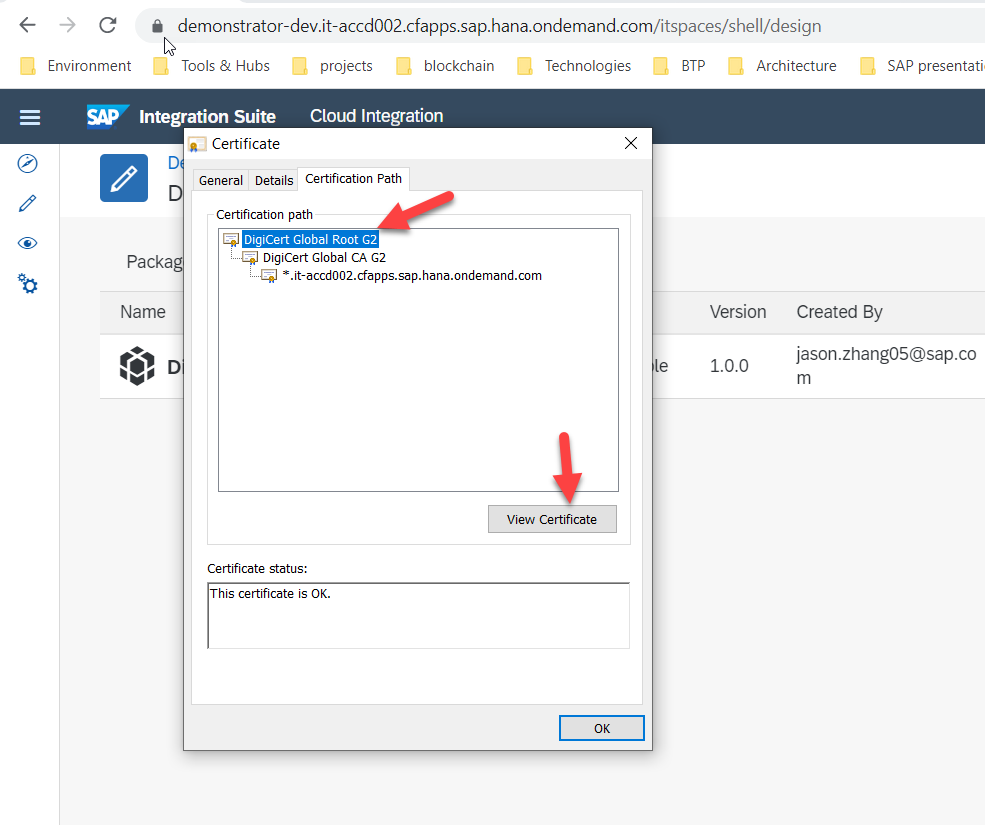 demonstrator-dev.it-accd002.cfapps.sap.hana.ondemand.com/itspaces/shell/design
Environment Tools & Hubs projects blockchain Technologies BTP Architecture SAP presentati
SAP Integration Suite Cloud Integration
Certificate
De
D
General Details Certification Path
Certification path
DigiCert Global Root G2
DigiCert Global CA G2
*.it-accd002.cfapps.sap.hana.ondemand.com
Packag
Name Version Created By
Di ble 1.0.0 jason.zhang05@sap.co
m
View Certificate
Certificate status:
This certificate is OK.
OK